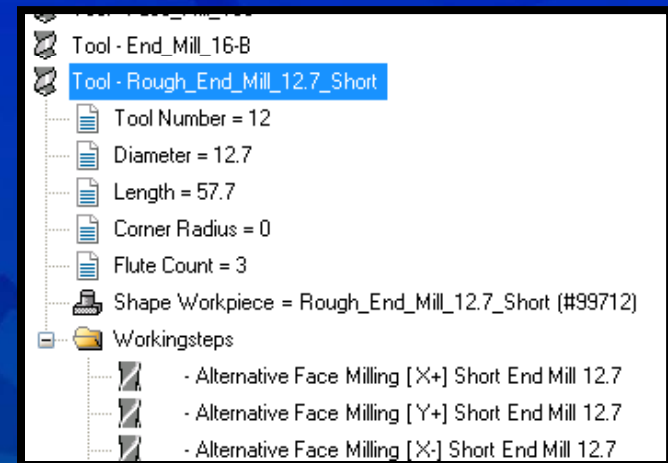 Tool - End_Mill_16-B
Tool - Rough_End_Mill_12.7_Short
Tool Number = 12
Diameter = 12.7
Length = 57.7
Corner Radius = 0
Flute Count = 3
Shape Workpiece = Rough_End_Mill_12.7_Short (#99712)
Workingsteps
- Alternative Face Milling [X+] Short End Mill 12.7
- Alternative Face Milling [Y+] Short End Mill 12.7
- Alternative Face Milling [X-] Short End Mill 12.7